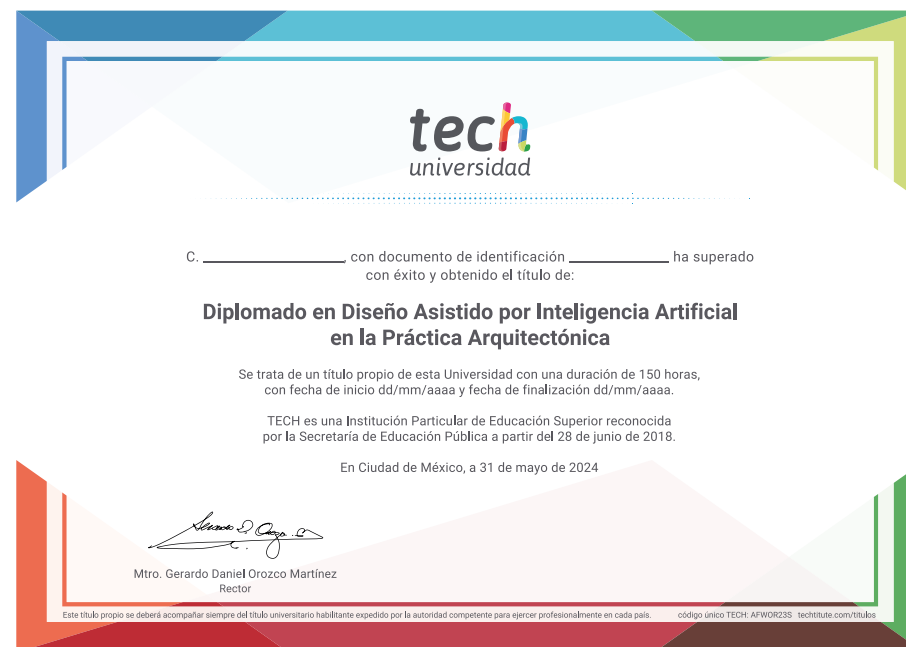 tech
universidad
C. ____________, con documento de identificación ____________ ha superado
con éxito y obtenido el título de:
Diplomado en Diseño Asistido por Inteligencia Artificial
en la Práctica Arquitectónica
Se trata de un título propio de esta Universidad con una duración de 150 horas,
con fecha de inicio dd/mm/aaaa y fecha de finalización dd/mm/aaaa.
TECH es una Institución Particular de Educación Superior reconocida
por la Secretaría de Educación Pública a partir del 28 de junio de 2018.
En Ciudad de México, a 31 de mayo de 2024
Mtro. Gerardo Daniel Orozco Martínez
Rector
Este título propio se deberá acompañar siempre del título universitario habilitante expedido por la autoridad competente para ejercer profesionalmente en cada país. código único TECH: AFWOR23S techtitute.com/titulos